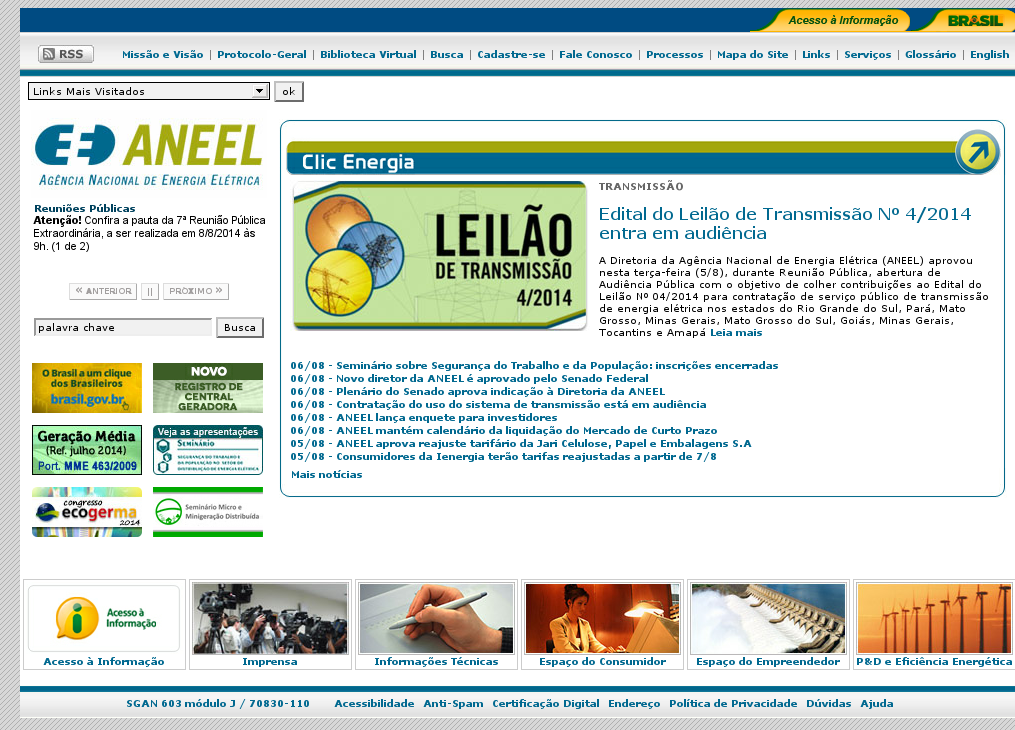 Acesso à Informação
BRASIL
RSS
Missão e Visão | Protocolo-Geral | Biblioteca Virtual | Busca | Cadastre-se | Fale Conosco | Processos | Mapa do Site | Links | Serviços | Glossário | English
Links Mais Visitados
ok
ANEEL
AGÊNCIA NACIONAL DE ENERGIA ELÉTRICA
Reuniões Públicas
Atenção! Confira a pauta da 7ª Reunião Pública
Extraordinária, a ser realizada em 8/8/2014 às
9h. (1 de 2)
« ANTERIOR
||
PRÓXIMO »
palavra chave
Busca
O Brasil a um clique
dos Brasileiros
brasil.gov.br
NOVO
REGISTRO DE
CENTRAL
GERADORA
Geração Média
(Ref. julho 2014)
Port. MME 463/2009
Veja as apresentações
SEMINÁRIO
SEGURANÇA DO TRABALHO E
DA POPULAÇÃO NO SETOR DE
DISTRIBUIÇÃO DE ENERGIA ELÉTRICA
congresso
ecogerma
2014
Seminário Micro e
Minigeração Distribuída
Clic Energia
LEILÃO
DE TRANSMISSÃO
4/2014
TRANSMISSÃO
Edital do Leilão de Transmissão Nº 4/2014
entra em audiência
A Diretoria da Agência Nacional de Energia Elétrica (ANEEL) aprovou
nesta terça-feira (5/8), durante Reunião Pública, abertura de
Audiência Pública com o objetivo de colher contribuições ao Edital do
Leilão Nº 04/2014 para contratação de serviço público de transmissão
de energia elétrica nos estados do Rio Grande do Sul, Pará, Mato
Grosso, Minas Gerais, Mato Grosso do Sul, Goiás, Minas Gerais,
Tocantins e Amapá Leia mais
06/08 - Seminário sobre Segurança do Trabalho e da População: inscrições encerradas
06/08 - Novo diretor da ANEEL é aprovado pelo Senado Federal
06/08 - Plenário do Senado aprova indicação à Diretoria da ANEEL
06/08 - Contratação do uso do sistema de transmissão está em audiência
06/08 - ANEEL lança enquete para investidores
06/08 - ANEEL mantém calendário da liquidação do Mercado de Curto Prazo
05/08 - ANEEL aprova reajuste tarifário da Jari Celulose, Papel e Embalagens S.A
05/08 - Consumidores da Ienergia terão tarifas reajustadas a partir de 7/8
Mais notícias
Acesso à
Informação
Acesso à Informação
Imprensa
Informações Técnicas
Espaço do Consumidor
Espaço do Empreendedor
P&D e Eficiência Energética
SGAN 603 módulo J / 70830-110 Acessibilidade Anti-Spam Certificação Digital Endereço Política de Privacidade Dúvidas Ajuda